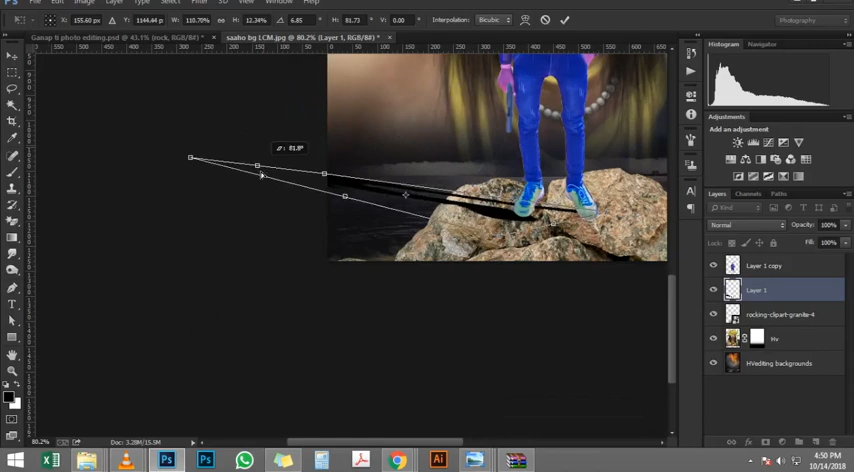 File Edit Image Layer Type Select Filter 3D View Window Help
X: 155.60 px Y: 1144.44 px W: 110.70% H: 12.34% 6.85 H: 81.73 V: 0.00 ° Interpolation: Bicubic Photography
Ganap ti photo editing.psd @ 43.1% (rock, RGB/8#) * × saaho bg LCM.jpg @ 80.2% (Layer 1, RGB/8#) * ×
Histogram Navigator
Adjustments
Add an adjustment
81.8°
Layers Channels Paths
Kind
Normal Opacity: 100%
Lock: Fill: 100%
Layer 1 copy
Layer 1
rocking-clipart-granite-4
Hv
HVediting backgrounds
80.2% Doc: 3.28M/15.5M
4:50 PM
10/14/2018